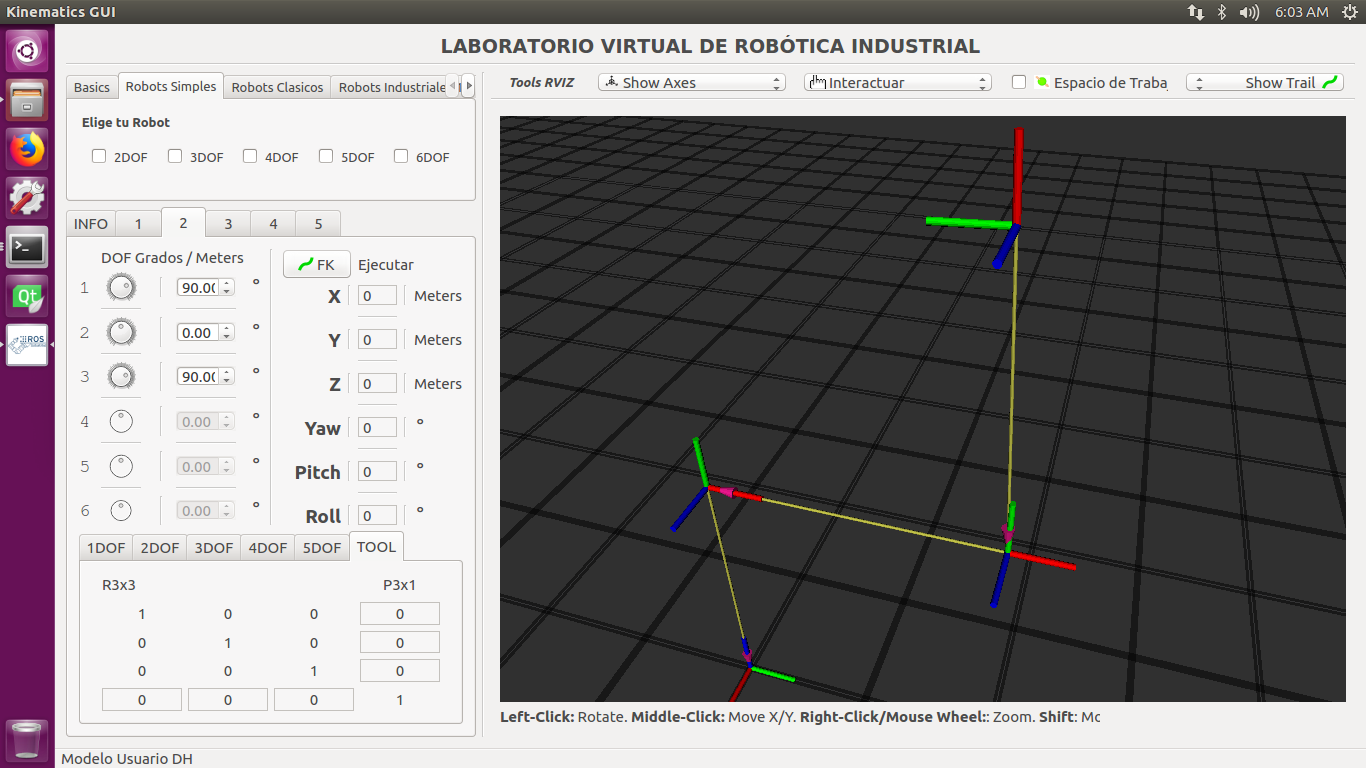 Kinematics GUI
6:03 AM
LABORATORIO VIRTUAL DE ROBÓTICA INDUSTRIAL
Basics Robots Simples Robots Clasicos Robots Industriale
Tools RVIZ Show Axes Interactuar Espacio de Traba Show Trail
Elige tu Robot
2DOF 3DOF 4DOF 5DOF 6DOF
INFO 1 2 3 4 5
DOF Grados / Meters
FK Ejecutar
1 90.00 °
X 0 Meters
2 0.00 °
Y 0 Meters
3 90.00 °
Z 0 Meters
4 0.00 °
Yaw 0 °
5 0.00 °
Pitch 0 °
6 0.00 °
Roll 0 °
1DOF 2DOF 3DOF 4DOF 5DOF TOOL
R3x3 P3x1
1 0 0 0
0 1 0 0
0 0 1 0
0 0 0 1
Left-Click: Rotate. Middle-Click: Move X/Y. Right-Click/Mouse Wheel:: Zoom. Shift: Mo
Modelo Usuario DH
Qt
ROS